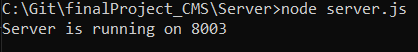 C:\Git\finalProject_CMS\Server>node server.js
Server is running on 8003